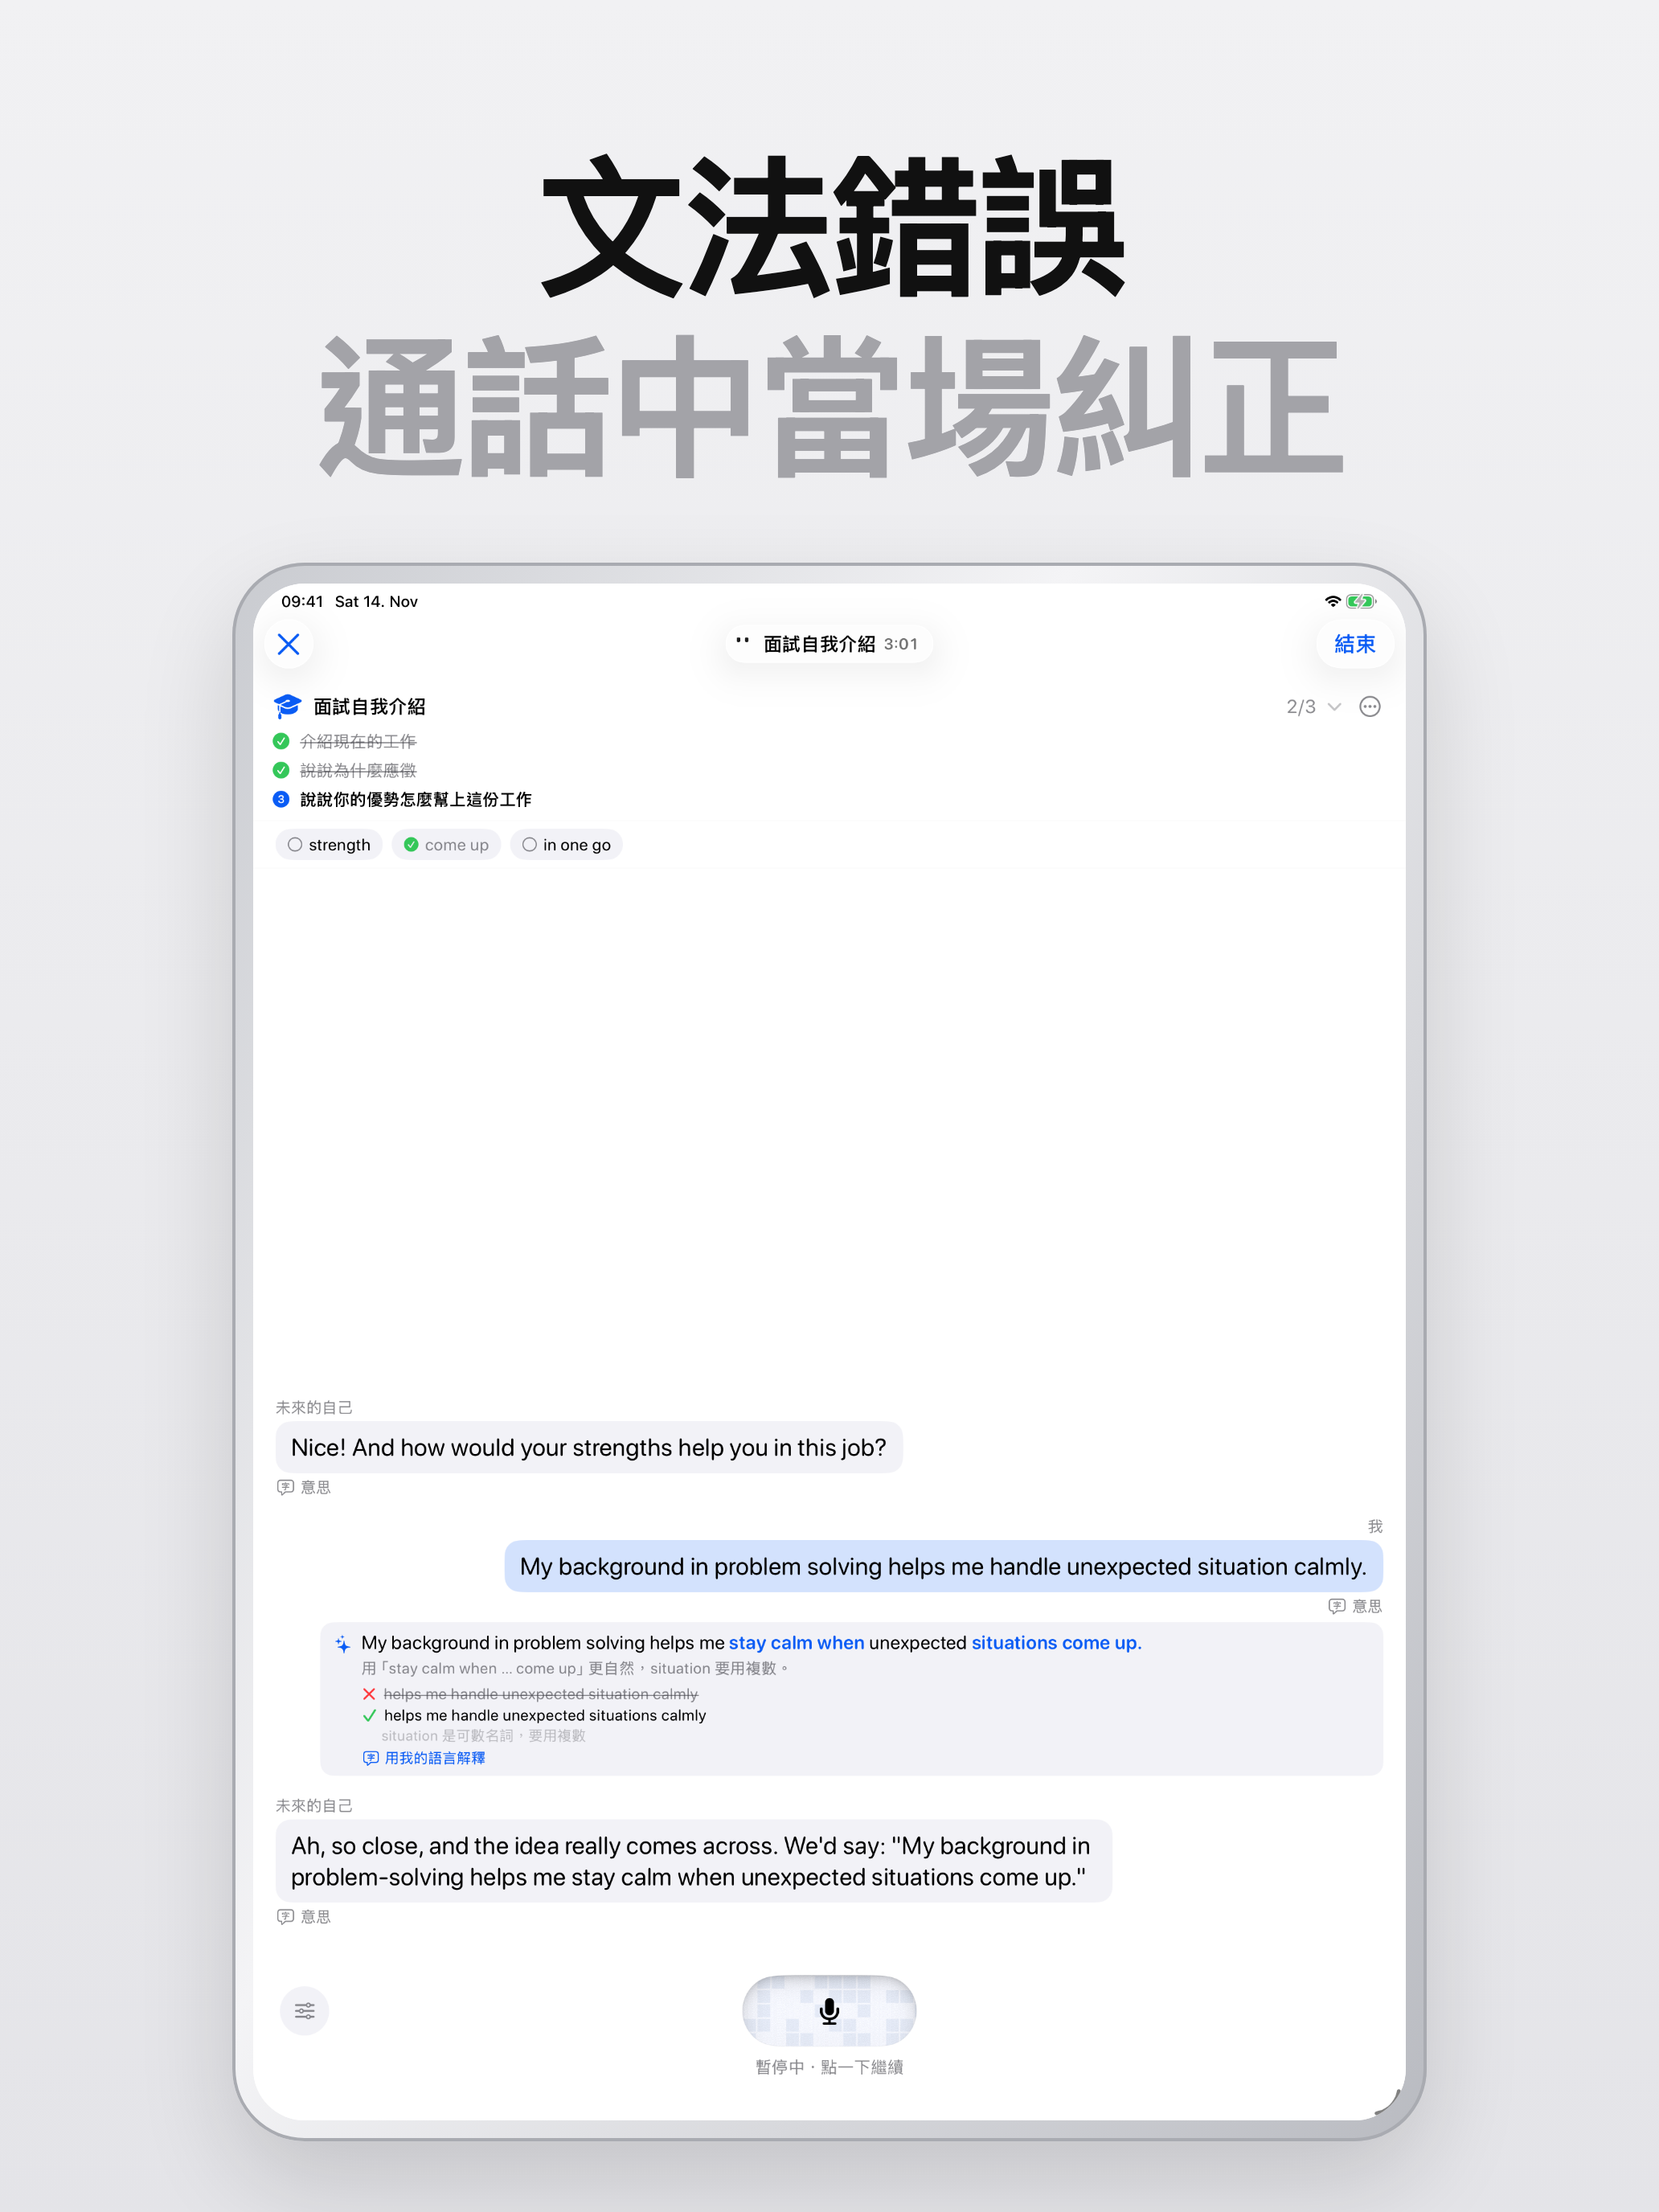 文法錯誤
通話中當場糾正
09:41 Sat 14. Nov
面試自我介紹 3:01
結束
面試自我介紹
2/3
介紹現在的工作
說說為什麼應徵
3 說說你的優勢怎麼幫上這份工作
strength
come up
in one go
未來的自己
Nice! And how would your strengths help you in this job?
字 意思
我
My background in problem solving helps me handle unexpected situation calmly.
字 意思
My background in problem solving helps me stay calm when unexpected situations come up.
用「stay calm when ... come up」更自然，situation 要用複數。
helps me handle unexpected situation calmly
helps me handle unexpected situations calmly
situation 是可數名詞，要用複數
字 用我的語言解釋
未來的自己
Ah, so close, and the idea really comes across. We'd say: "My background in
problem-solving helps me stay calm when unexpected situations come up."
字 意思
暫停中 · 點一下繼續